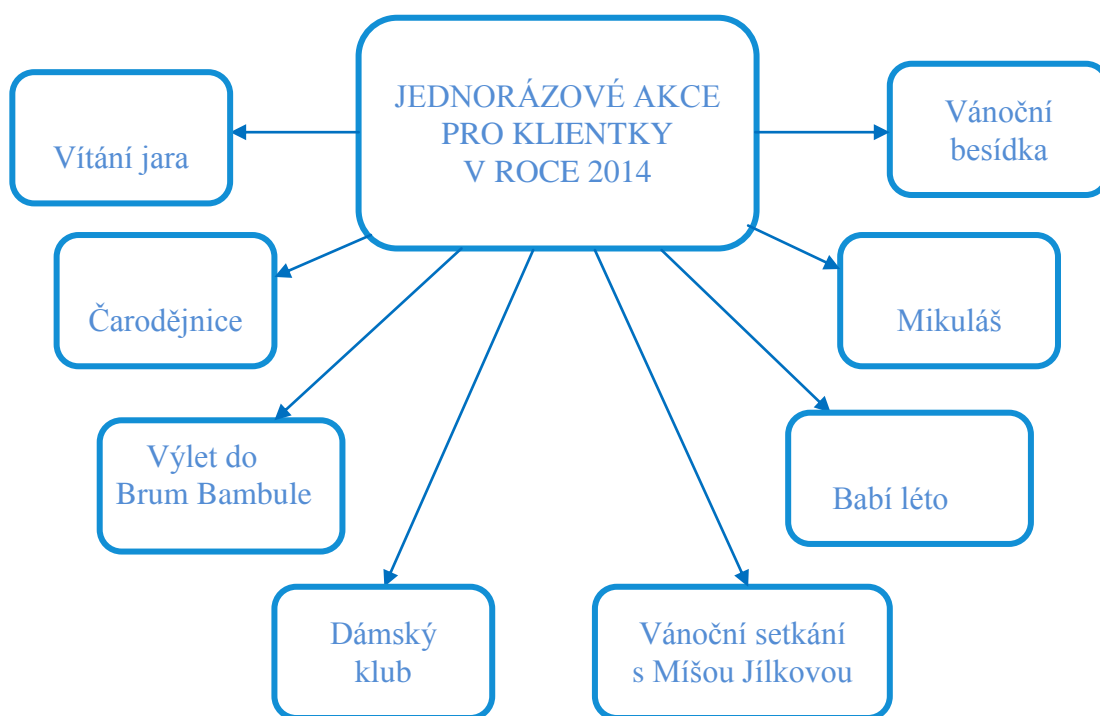 JEDNORÁZOVÉ AKCE
PRO KLIENTKY
V ROCE 2014
Vítání jara
Vánoční
besídka
Čarodějnice
Mikuláš
Výlet do
Brum Bambule
Babí léto
Dámský
klub
Vánoční setkání
s Míšou Jílkovou